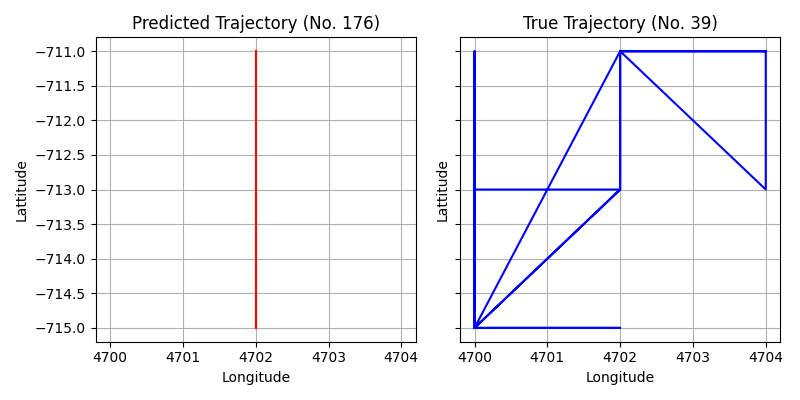 Predicted Trajectory (No. 176)
True Trajectory (No. 39)
−711.0
−711.5
−712.0
−712.5
−713.0
−713.5
−714.0
−714.5
−715.0
Lattitude
Lattitude
4700 4701 4702 4703 4704
4700 4701 4702 4703 4704
Longitude
Longitude